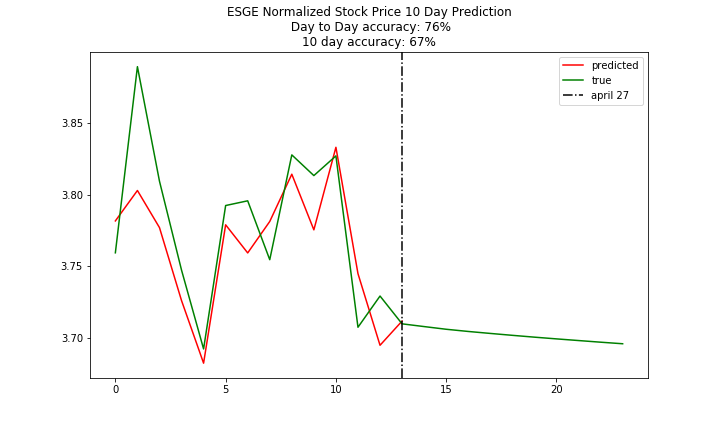 ESGE Normalized Stock Price 10 Day Prediction
Day to Day accuracy: 76%
10 day accuracy: 67%
predicted
true
april 27
3.85
3.80
3.75
3.70
0 5 10 15 20